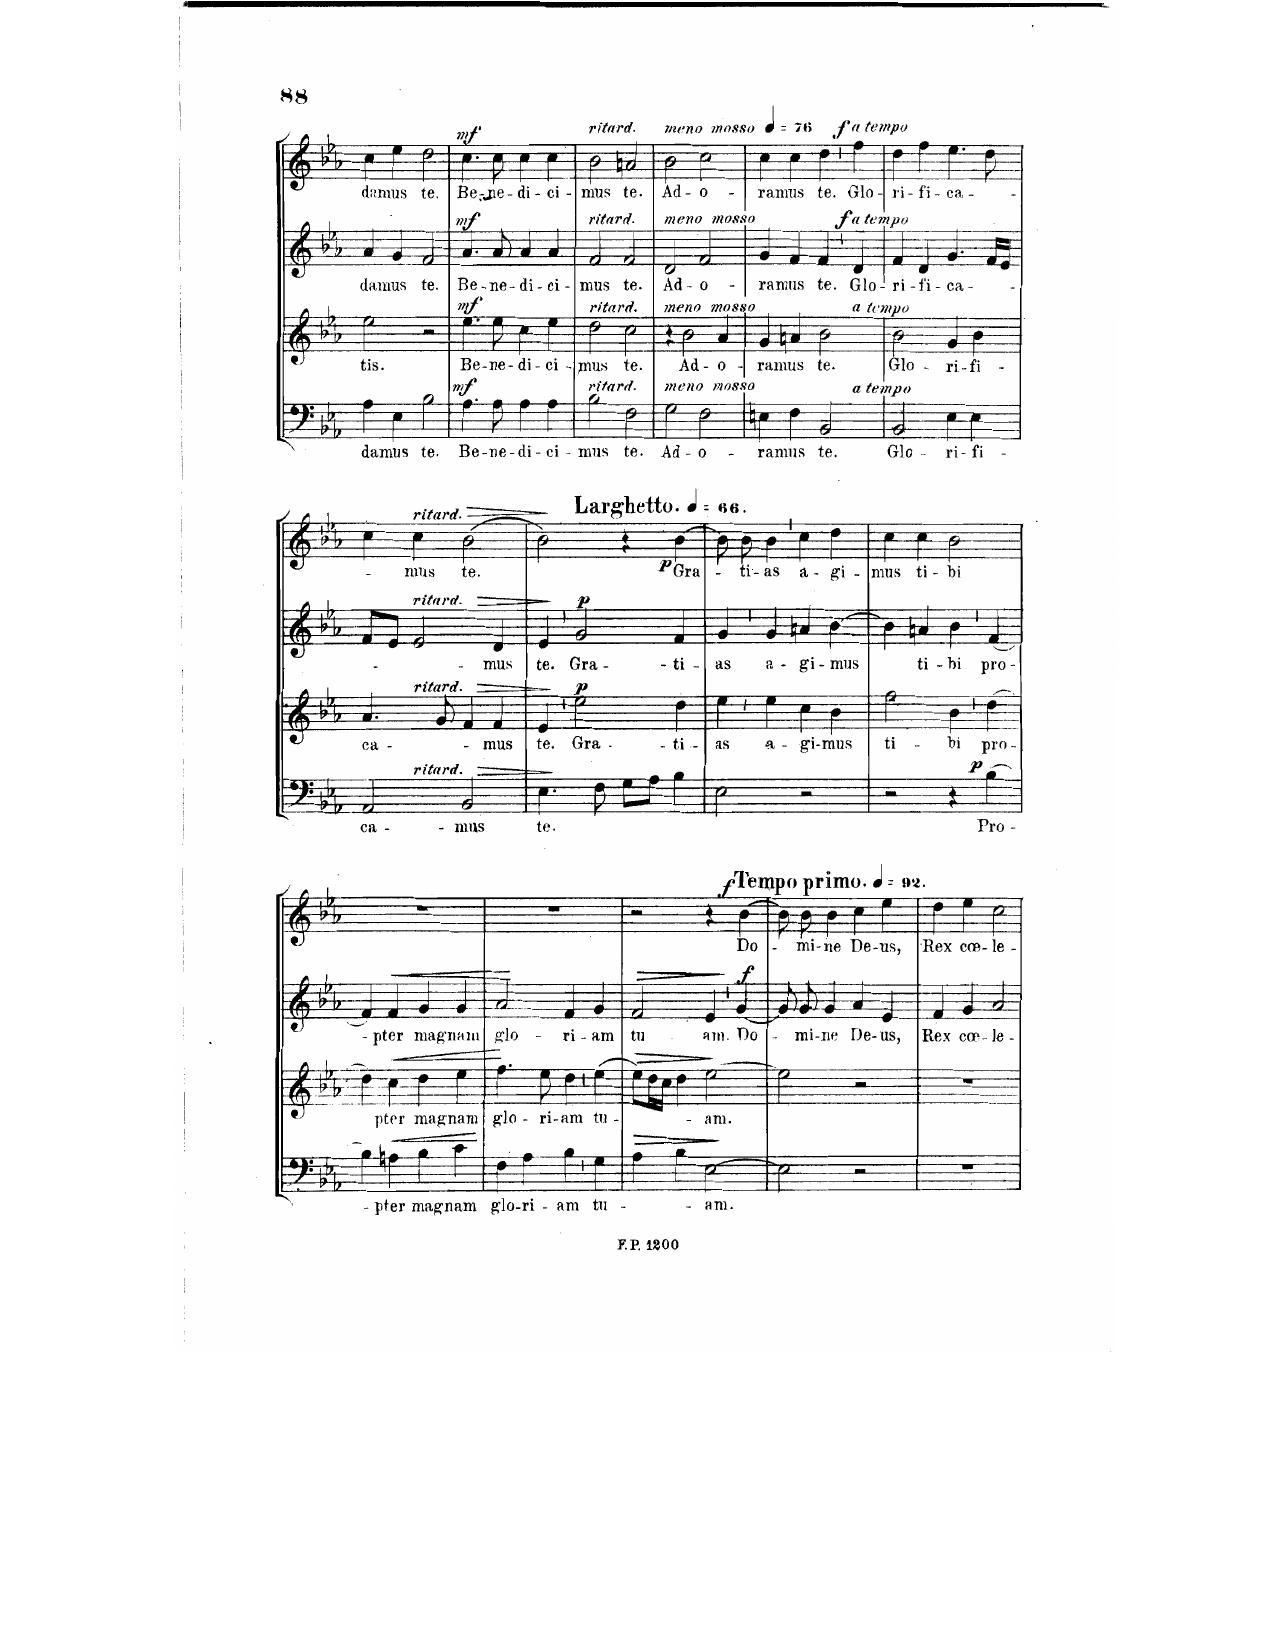 88
mf ritard. meno mosso ♩ = 76 f a tempo
damus te. Be - ne - di - ci - mus te. Ad - o - ramus te. Glo - ri - fi - ca -
mf ritard. meno mosso f a tempo
damus te. Be - ne - di - ci - mus te. Ad - o - ramus te. Glo - ri - fi - ca -
mf ritard. meno mosso a tempo
tis. Be - ne - di - ci - mus te. Ad - o - ramus te. Glo - ri - fi -
mf ritard. meno mosso a tempo
damus te. Be - ne - di - ci - mus te. Ad - o - ramus te. Glo - ri - fi -
ritard. Larghetto. ♩ = 66.
p
- mus te. Gra - ti - as a - gi - mus ti - bi
ritard. p
- - mus te. Gra - ti - as a - gi - mus ti - bi pro -
ritard. p
ca - - mus te. Gra - ti - as a - gi - mus ti - bi pro -
ritard. p
ca - - mus te. Pro -
f Tempo primo. ♩ = 92.
Do - mi - ne De - us, Rex cœ - le -
f
- pter magnam glo - ri - am tu am. Do - mi - ne De - us, Rex cœ - le -
pter magnam glo - ri - am tu - - am.
- pter magnam glo - ri - am tu - - am.
F. P. 1200